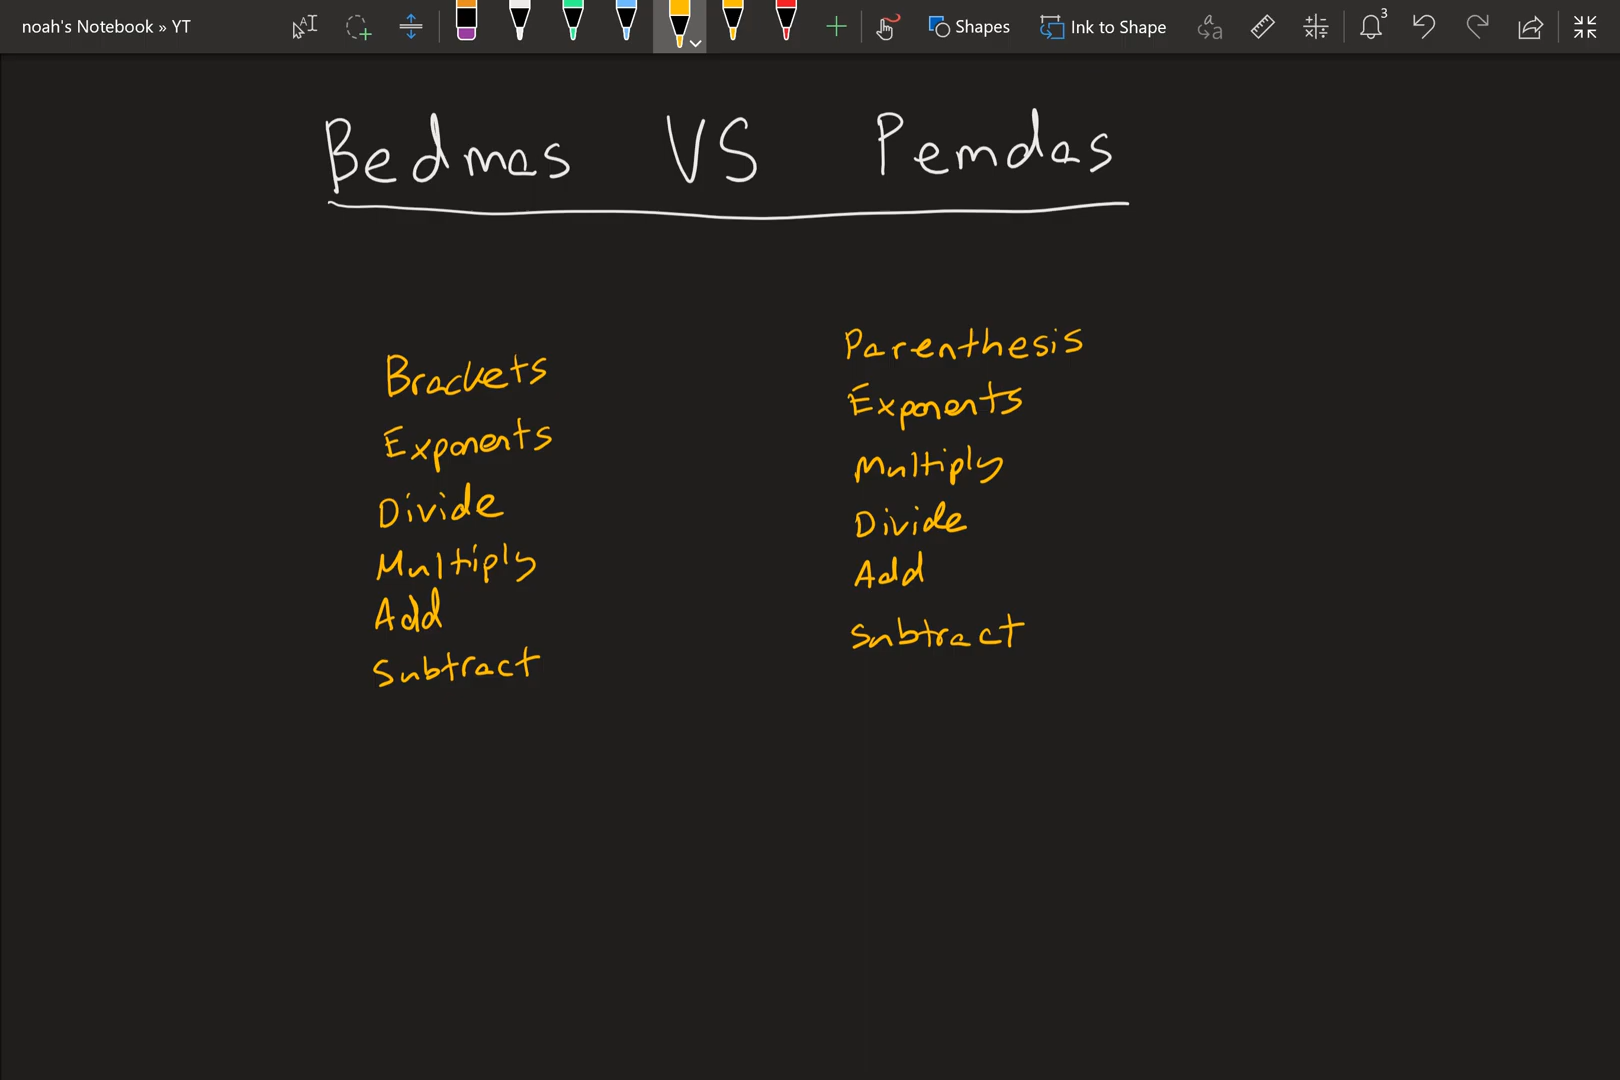 noah's Notebook » YT
Shapes
Ink to Shape
3
Bedmas VS Pemdas
Brackets
Exponents
Divide
Multiply
Add
Subtract
Parenthesis
Exponents
Multiply
Divide
Add
Subtract